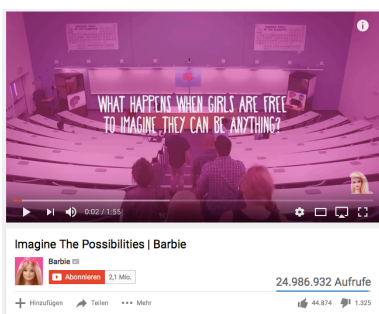 WHAT HAPPENS WHEN GIRLS ARE FREE
TO IMAGINE THEY CAN BE ANYTHING?
0:02 / 1:55
Imagine The Possibilities | Barbie
Barbie
Abonnieren 2,1 Mio.
24.986.932 Aufrufe
Hinzufügen Teilen Mehr 44.874 1.325